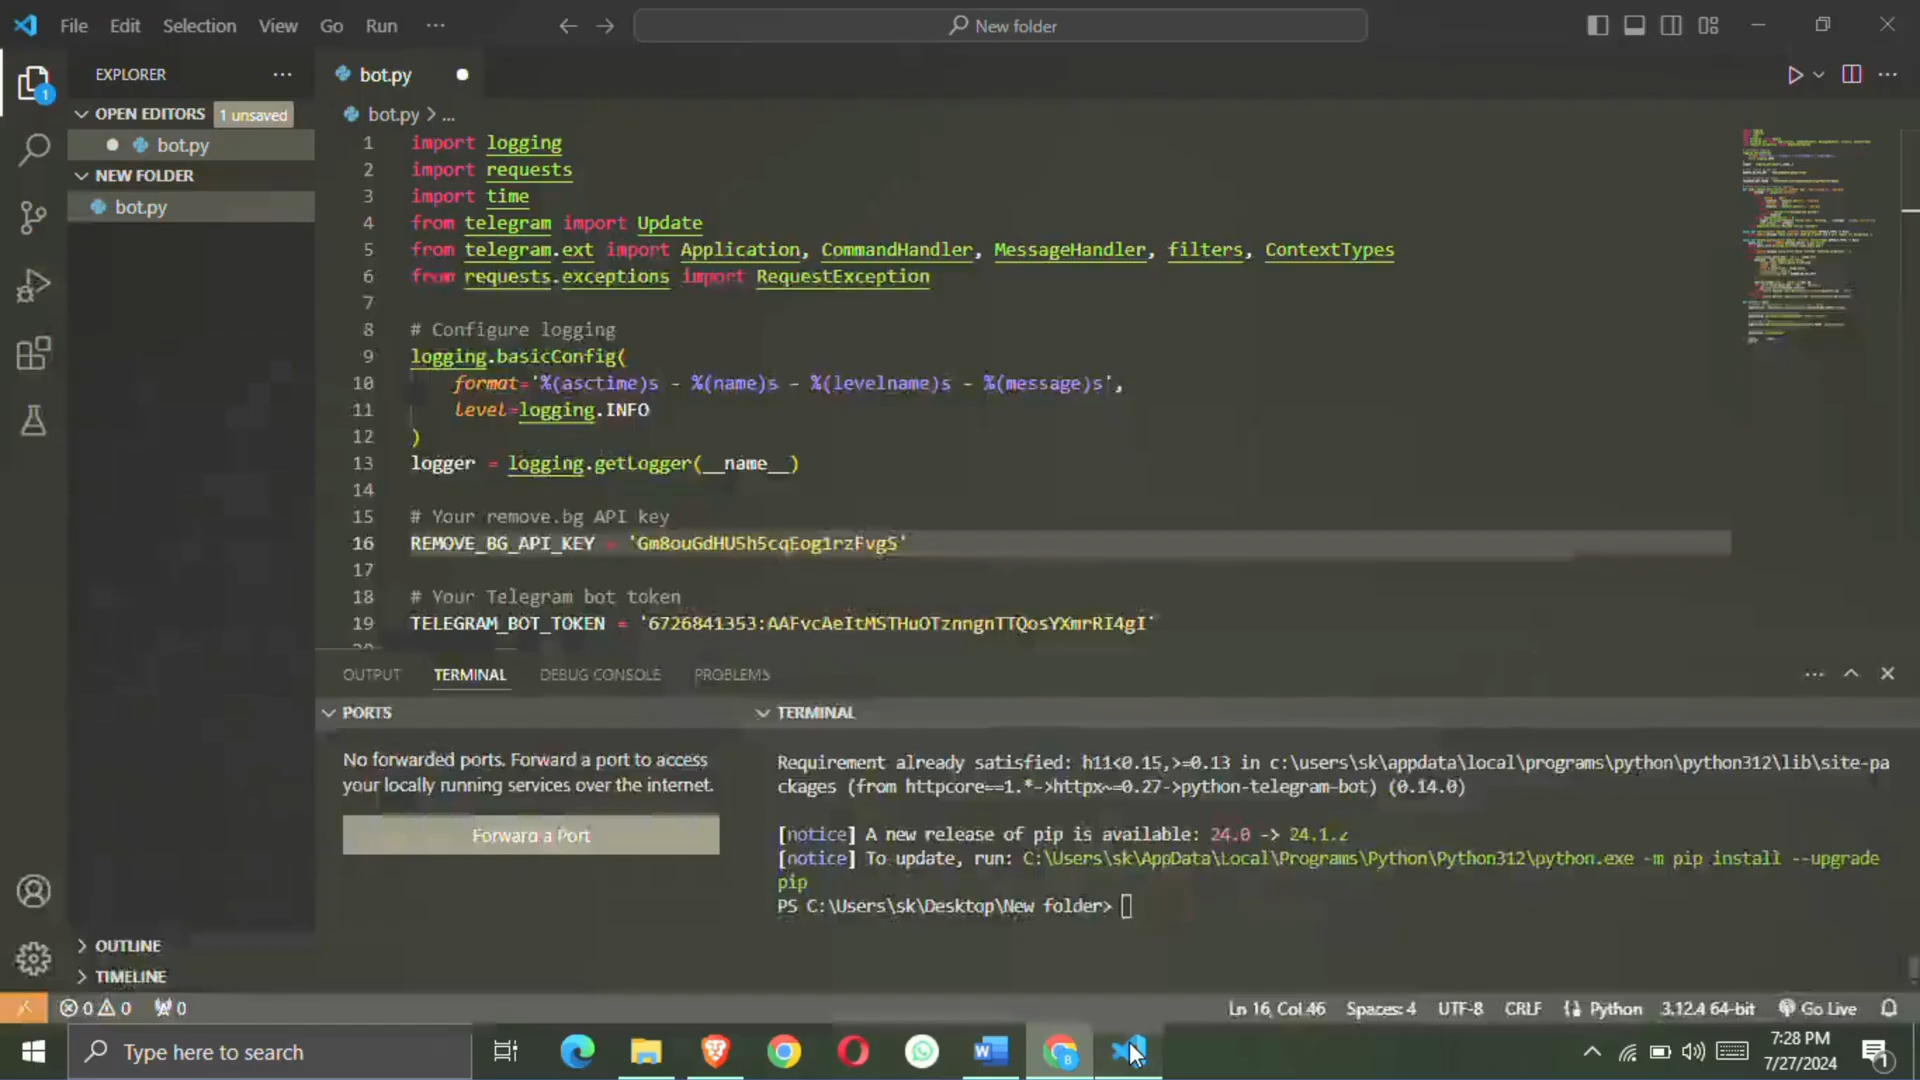 File Edit Selection View Go Run ···
New folder
EXPLORER ···
bot.py
OPEN EDITORS 1 unsaved
bot.py
NEW FOLDER
bot.py
bot.py > ...
1 import logging
2 import requests
3 import time
4 from telegram import Update
5 from telegram.ext import Application, CommandHandler, MessageHandler, filters, ContextTypes
6 from requests.exceptions import RequestException
7
8 # Configure logging
9 logging.basicConfig(
10 format='%(asctime)s - %(name)s - %(levelname)s - %(message)s',
11 level=logging.INFO
12 )
13 logger = logging.getLogger(__name__)
14
15 # Your remove.bg API key
16 REMOVE_BG_API_KEY = 'Gm8ouGdHU5h5cqEog1rzFvgS'
17
18 # Your Telegram bot token
19 TELEGRAM_BOT_TOKEN = '6726841353:AAFvcAeItMSTHuOTznngnTTQosYXmrRI4gI'
OUTPUT TERMINAL DEBUG CONSOLE PROBLEMS
PORTS
No forwarded ports. Forward a port to access
your locally running services over the internet.
Forward a Port
TERMINAL
Requirement already satisfied: h11<0.15,>=0.13 in c:\users\sk\appdata\local\programs\python\python312\lib\site-pa
ckages (from httpcore==1.*->httpx~=0.27->python-telegram-bot) (0.14.0)
[notice] A new release of pip is available: 24.0 -> 24.1.2
[notice] To update, run: C:\Users\sk\AppData\Local\Programs\Python\Python312\python.exe -m pip install --upgrade
pip
PS C:\Users\sk\Desktop\New folder>
OUTLINE
TIMELINE
0 0 0
Ln 16, Col 46 Spaces: 4 UTF-8 CRLF Python 3.12.4 64-bit Go Live
Type here to search
7:28 PM
7/27/2024